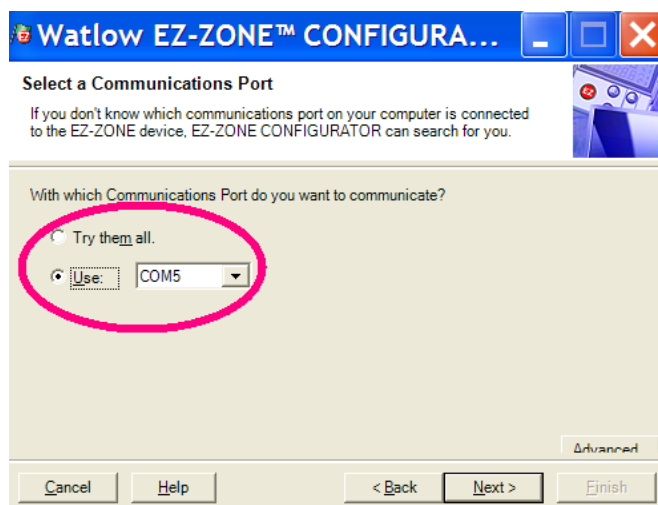 Watlow EZ-ZONE™ CONFIGURA...
Select a Communications Port
If you don't know which communications port on your computer is connected
to the EZ-ZONE device, EZ-ZONE CONFIGURATOR can search for you.
With which Communications Port do you want to communicate?
Try them all.
Use: COM5
Advanced
Cancel Help < Back Next > Finish